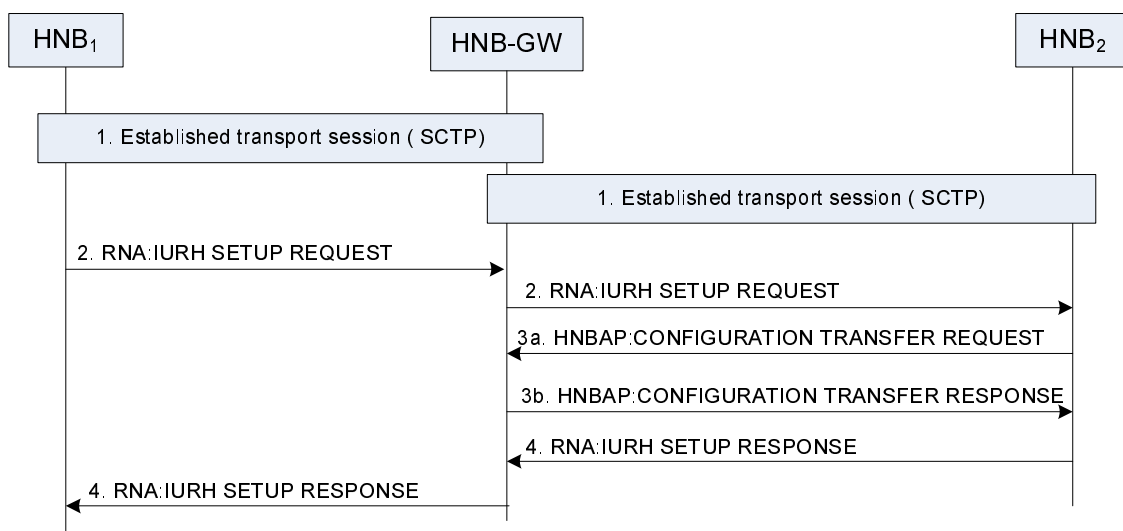 HNB1
HNB-GW
HNB2
1. Established transport session ( SCTP)
1. Established transport session ( SCTP)
2. RNA:IURH SETUP REQUEST
2. RNA:IURH SETUP REQUEST
3a. HNBAP:CONFIGURATION TRANSFER REQUEST
3b. HNBAP:CONFIGURATION TRANSFER RESPONSE
4. RNA:IURH SETUP RESPONSE
4. RNA:IURH SETUP RESPONSE